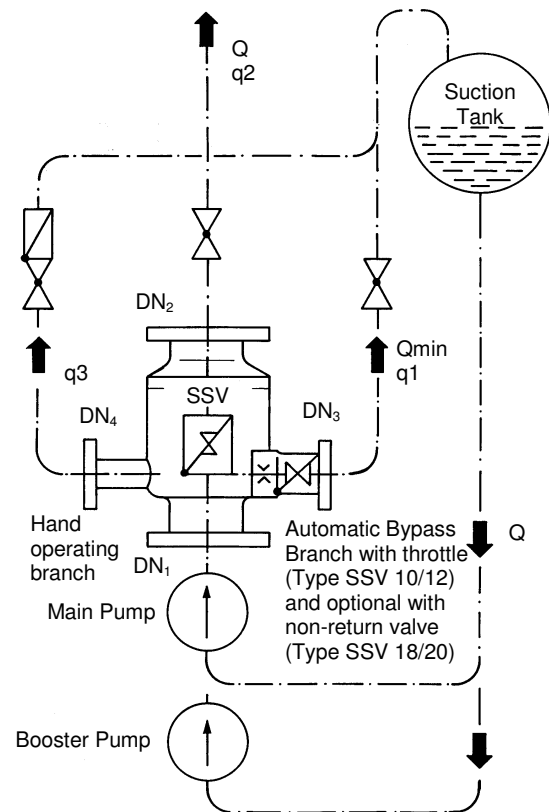 Q
q2
Suction
Tank
DN₂
Qmin
q1
q3
SSV
DN₃
DN₄
Hand
operating
branch
DN₁
Automatic Bypass
Branch with throttle
(Type SSV 10/12)
and optional with
non-return valve
(Type SSV 18/20)
Q
Main Pump
Booster Pump